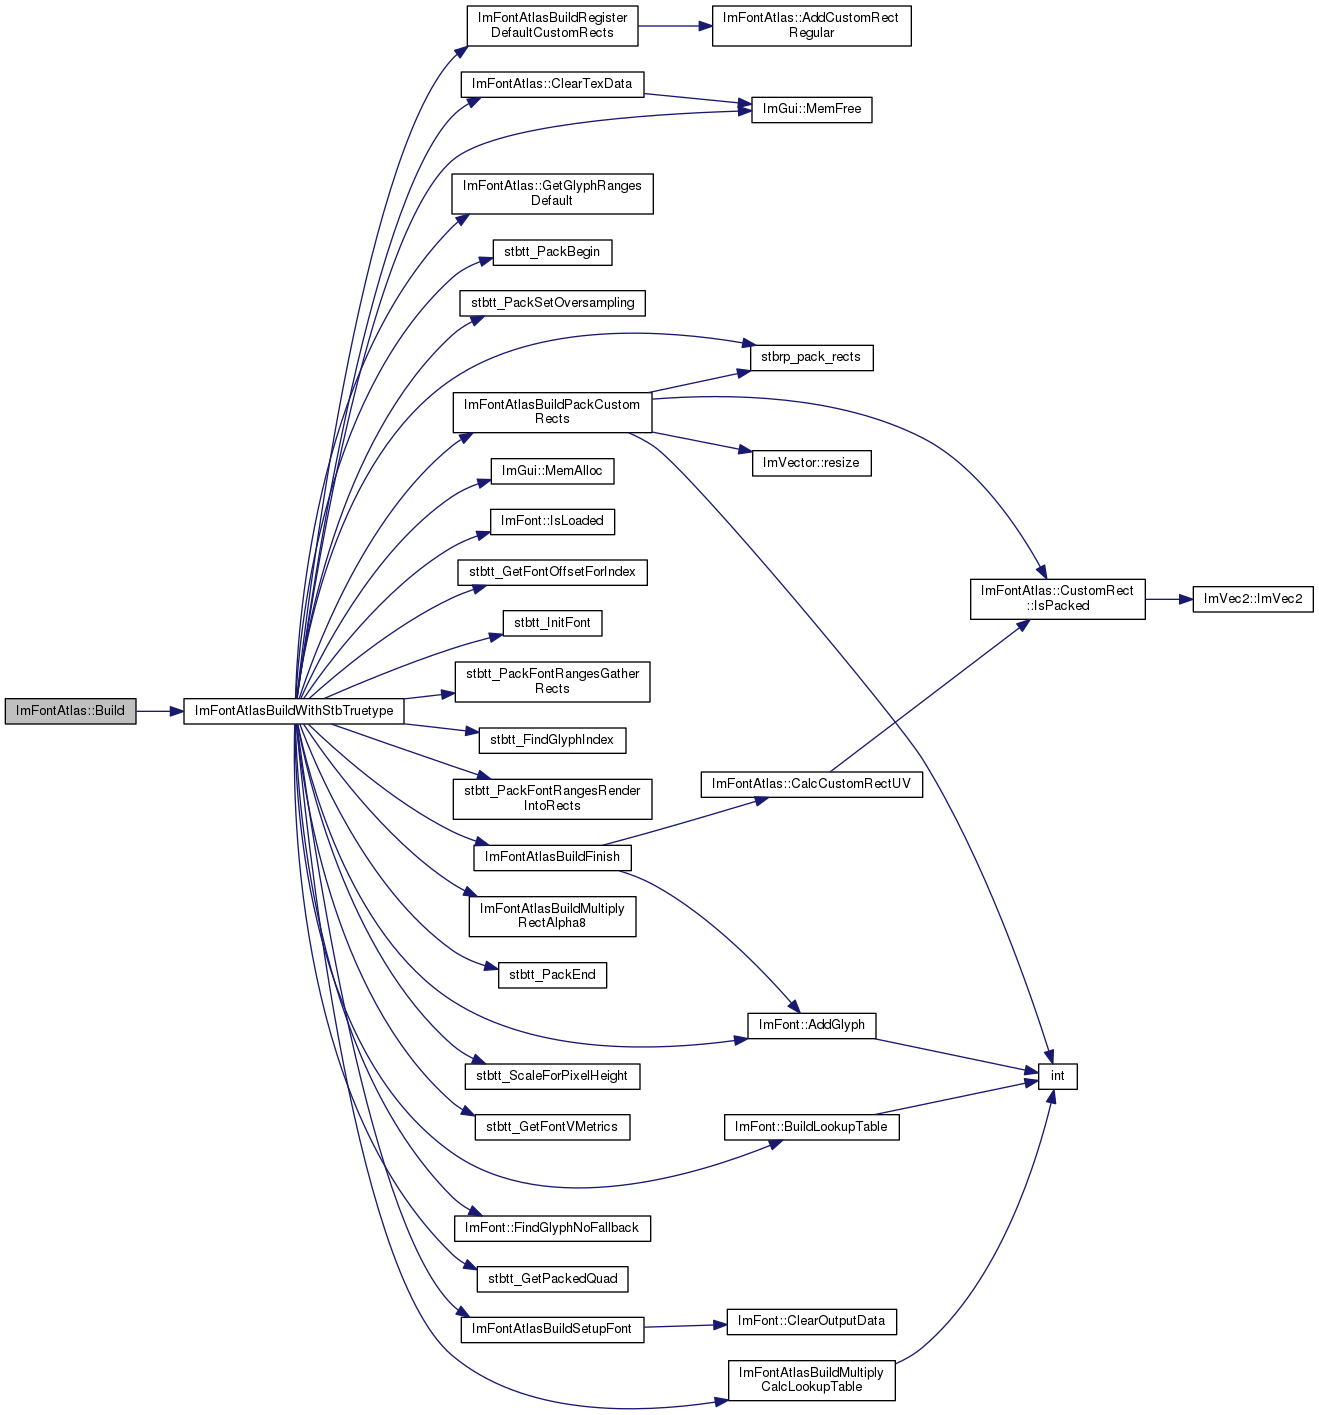 ImFontAtlasBuildRegister
DefaultCustomRects
ImFontAtlas::AddCustomRect
Regular
ImFontAtlas::ClearTexData
ImGui::MemFree
ImFontAtlas::GetGlyphRanges
Default
stbtt_PackBegin
stbtt_PackSetOversampling
stbrp_pack_rects
ImFontAtlasBuildPackCustom
Rects
ImGui::MemAlloc
ImVector::resize
ImFont::IsLoaded
stbtt_GetFontOffsetForIndex
ImFontAtlas::CustomRect
::IsPacked
ImVec2::ImVec2
stbtt_InitFont
stbtt_PackFontRangesGather
Rects
ImFontAtlas::Build
ImFontAtlasBuildWithStbTruetype
stbtt_FindGlyphIndex
stbtt_PackFontRangesRender
IntoRects
ImFontAtlas::CalcCustomRectUV
ImFontAtlasBuildFinish
ImFontAtlasBuildMultiply
RectAlpha8
stbtt_PackEnd
ImFont::AddGlyph
stbtt_ScaleForPixelHeight
int
stbtt_GetFontVMetrics
ImFont::BuildLookupTable
ImFont::FindGlyphNoFallback
stbtt_GetPackedQuad
ImFontAtlasBuildSetupFont
ImFont::ClearOutputData
ImFontAtlasBuildMultiply
CalcLookupTable